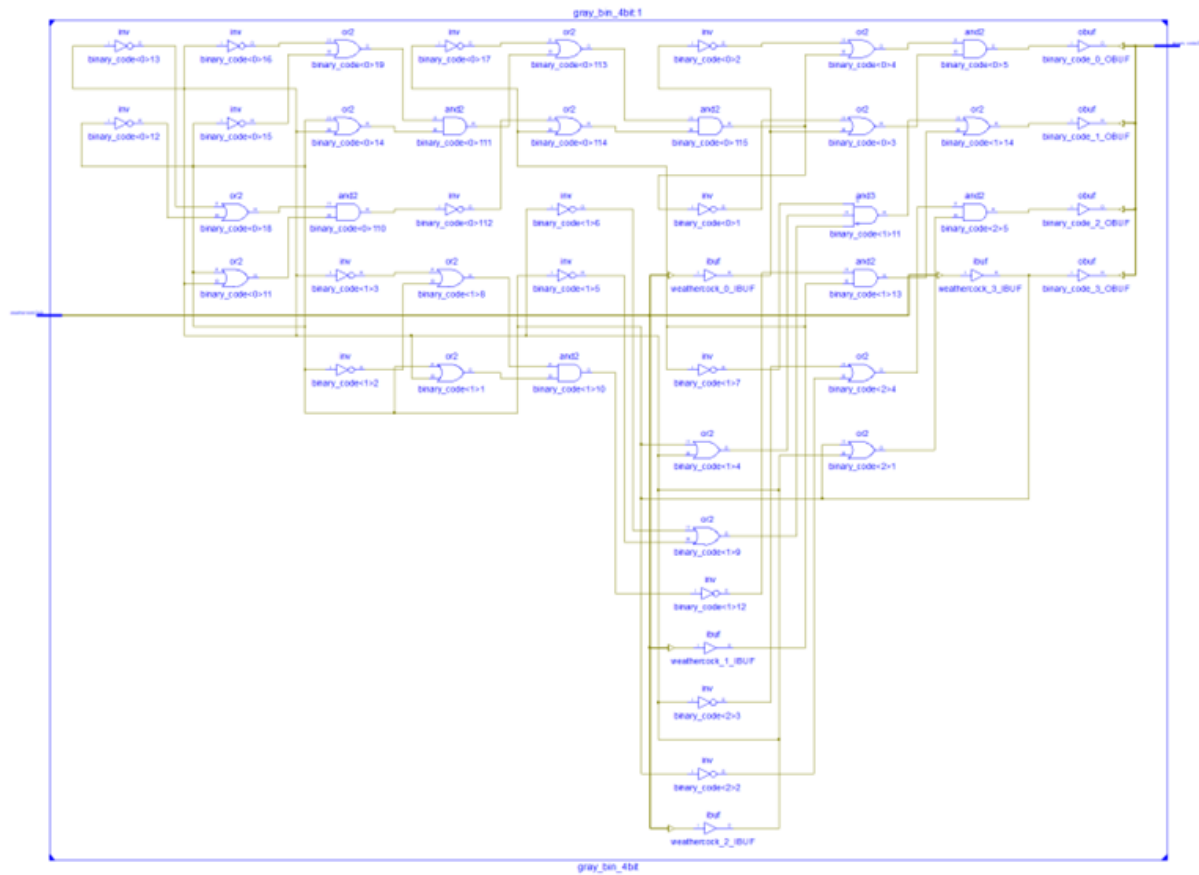 gray_bin_4bit:1
inv inv or2 inv or2 inv or2 and2 obuf
binary_code<0>13 binary_code<0>16 binary_code<0>19 binary_code<0>17 binary_code<0>113 binary_code<0>2 binary_code<0>4 binary_code<0>5 binary_code_0_OBUF
inv inv or2 and2 or2 and2 or2 or2 obuf
binary_code<0>12 binary_code<0>15 binary_code<0>14 binary_code<0>111 binary_code<0>114 binary_code<0>115 binary_code<0>3 binary_code<1>14 binary_code_1_OBUF
or2 and2 inv inv inv and3 and2 obuf
binary_code<0>18 binary_code<0>110 binary_code<0>112 binary_code<1>6 binary_code<0>1 binary_code<1>11 binary_code<2>5 binary_code_2_OBUF
or2 inv or2 inv ibuf and2 ibuf obuf
binary_code<0>11 binary_code<1>3 binary_code<1>8 binary_code<1>5 weathercock_0_IBUF binary_code<1>13 weathercock_3_IBUF binary_code_3_OBUF
inv or2 and2 inv or2
binary_code<1>2 binary_code<1>1 binary_code<1>10 binary_code<1>7 binary_code<2>4
or2 or2
binary_code<1>4 binary_code<2>1
or2
binary_code<1>9
inv
binary_code<1>12
ibuf
weathercock_1_IBUF
inv
binary_code<2>3
inv
binary_code<2>2
ibuf
weathercock_2_IBUF
gray_bin_4bit